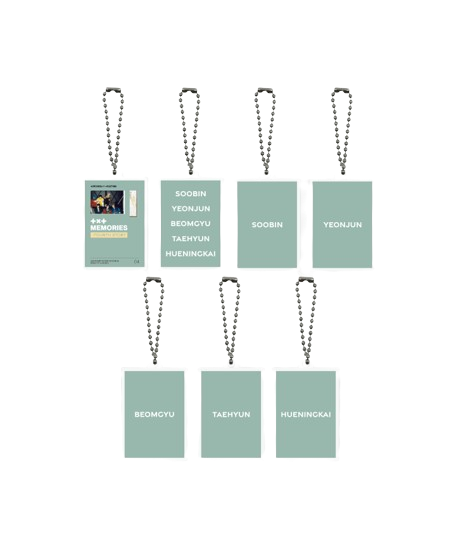 MEMORIES
SOOBIN
YEONJUN
BEOMGYU
TAEHYUN
HUENINGKAI
SOOBIN
YEONJUN
BEOMGYU
TAEHYUN
HUENINGKAI